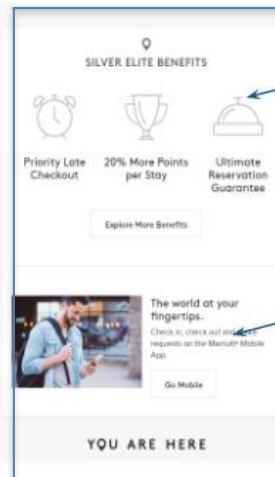 SILVER ELITE BENEFITS
Priority Late Checkout
20% More Points per Stay
Ultimate Reservation Guarantee
Explore More Benefits
The world at your
fingertips.
Check in, check out and
requests on the Marriott® Mobile
App.
Go Mobile
YOU ARE HERE